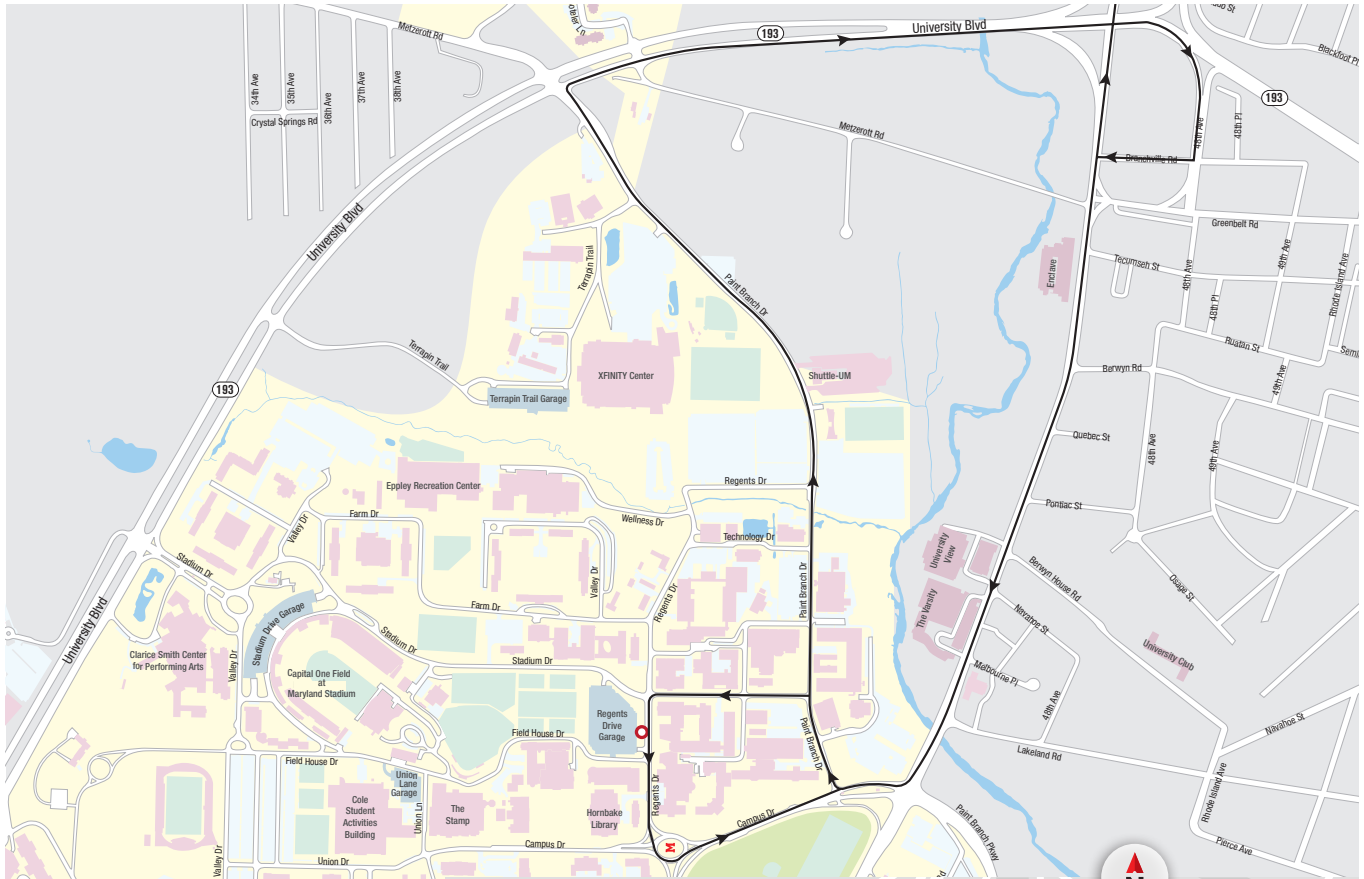 Metzerott Rd
193
University Blvd
Blackfoot Pl
34th Ave
35th Ave
36th Ave
37th Ave
38th Ave
Crystal Springs Rd
Metzerott Rd
193
48th Ave
48th Pl
Branchville Rd
University Blvd
Greenbelt Rd
Terrapin Trail
Paint Branch Dr
Enclave
Tecumseh St
48th Ave
49th Ave
Rhode Island Ave
48th Pl
Ruatan St
Semi
Terrapin Trail
XFINITY Center
Shuttle-UM
Berwyn Rd
49th Ave
193
Terrapin Trail Garage
Quebec St
48th Ave
49th Ave
Eppley Recreation Center
Regents Dr
Pontiac St
Farm Dr
Valley Dr
Wellness Dr
Technology Dr
University
View
Berwyn House Rd
Osage St
Stadium Dr
Valley Dr
Regents Dr
Paint Branch Dr
The Varsity
Navahoe St
University Blvd
Stadium Drive Garage
Farm Dr
Stadium Dr
Clarice Smith Center
for Performing Arts
Valley Dr
Capital One Field
at
Maryland Stadium
Stadium Dr
Melbourne Pl
University Club
48th Ave
Regents
Drive
Garage
Field House Dr
Paint Branch Dr
Navahoe St
Lakeland Rd
Field House Dr
Union
Lane
Garage
Regents Dr
Rhode Island Ave
Cole
Student
Activities
Building
Union Ln
The
Stamp
Hornbake
Library
Campus Dr
Paint Branch Pkwy
Campus Dr
M
Pierce Ave
Valley Dr
Union Dr
Rd